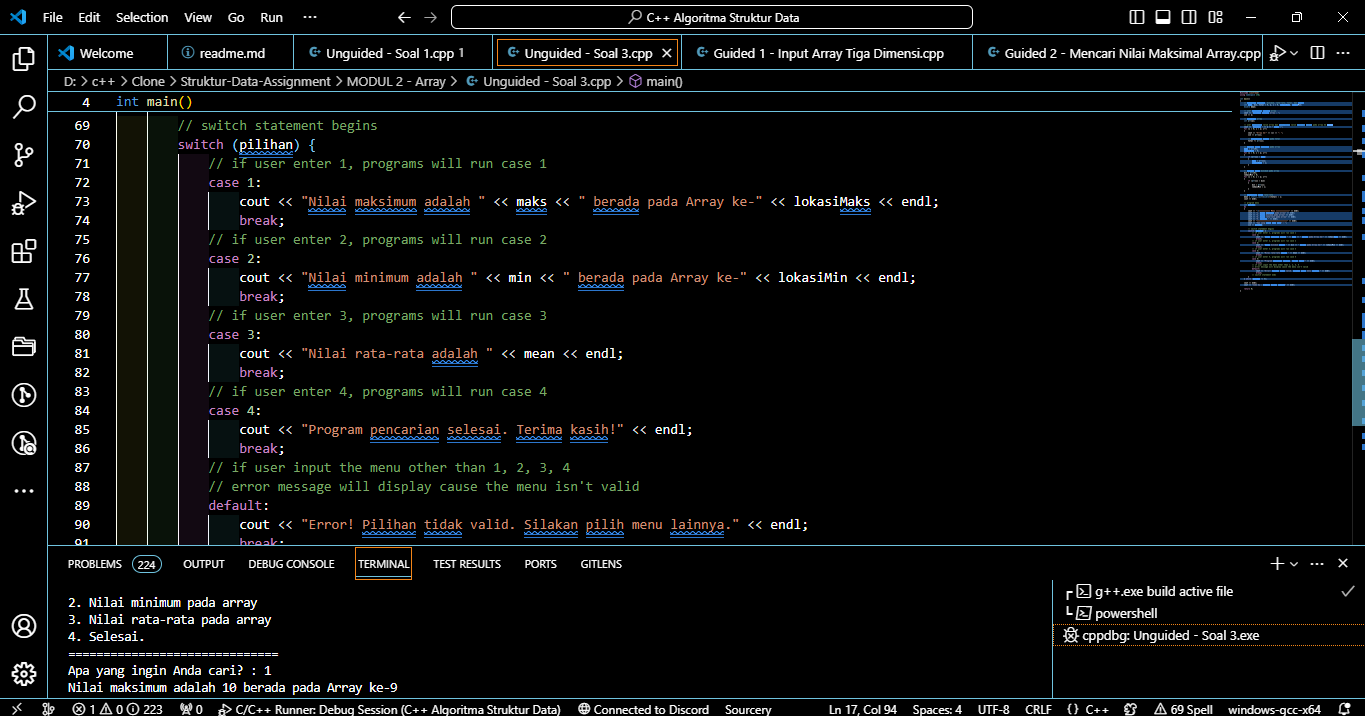 File Edit Selection View Go Run ··· C++ Algoritma Struktur Data
Welcome readme.md Unguided - Soal 1.cpp 1 Unguided - Soal 3.cpp Guided 1 - Input Array Tiga Dimensi.cpp Guided 2 - Mencari Nilai Maksimal Array.cpp
D: > c++ > Clone > Struktur-Data-Assignment > MODUL 2 - Array > Unguided - Soal 3.cpp > main()
4 int main()
69 // switch statement begins
70 switch (pilihan) {
71 // if user enter 1, programs will run case 1
72 case 1:
73 cout << "Nilai maksimum adalah " << maks << " berada pada Array ke-" << lokasiMaks << endl;
74 break;
75 // if user enter 2, programs will run case 2
76 case 2:
77 cout << "Nilai minimum adalah " << min << " berada pada Array ke-" << lokasiMin << endl;
78 break;
79 // if user enter 3, programs will run case 3
80 case 3:
81 cout << "Nilai rata-rata adalah " << mean << endl;
82 break;
83 // if user enter 4, programs will run case 4
84 case 4:
85 cout << "Program pencarian selesai. Terima kasih!" << endl;
86 break;
87 // if user input the menu other than 1, 2, 3, 4
88 // error message will display cause the menu isn't valid
89 default:
90 cout << "Error! Pilihan tidak valid. Silakan pilih menu lainnya." << endl;
91 break;
PROBLEMS 224 OUTPUT DEBUG CONSOLE TERMINAL TEST RESULTS PORTS GITLENS
2. Nilai minimum pada array
3. Nilai rata-rata pada array
4. Selesai.
==============================
Apa yang ingin Anda cari? : 1
Nilai maksimum adalah 10 berada pada Array ke-9
g++.exe build active file
powershell
cppdbg: Unguided - Soal 3.exe
1 0 223 0 C/C++ Runner: Debug Session (C++ Algoritma Struktur Data) Connected to Discord Sourcery Ln 17, Col 94 Spaces: 4 UTF-8 CRLF {} C++ 69 Spell windows-gcc-x64